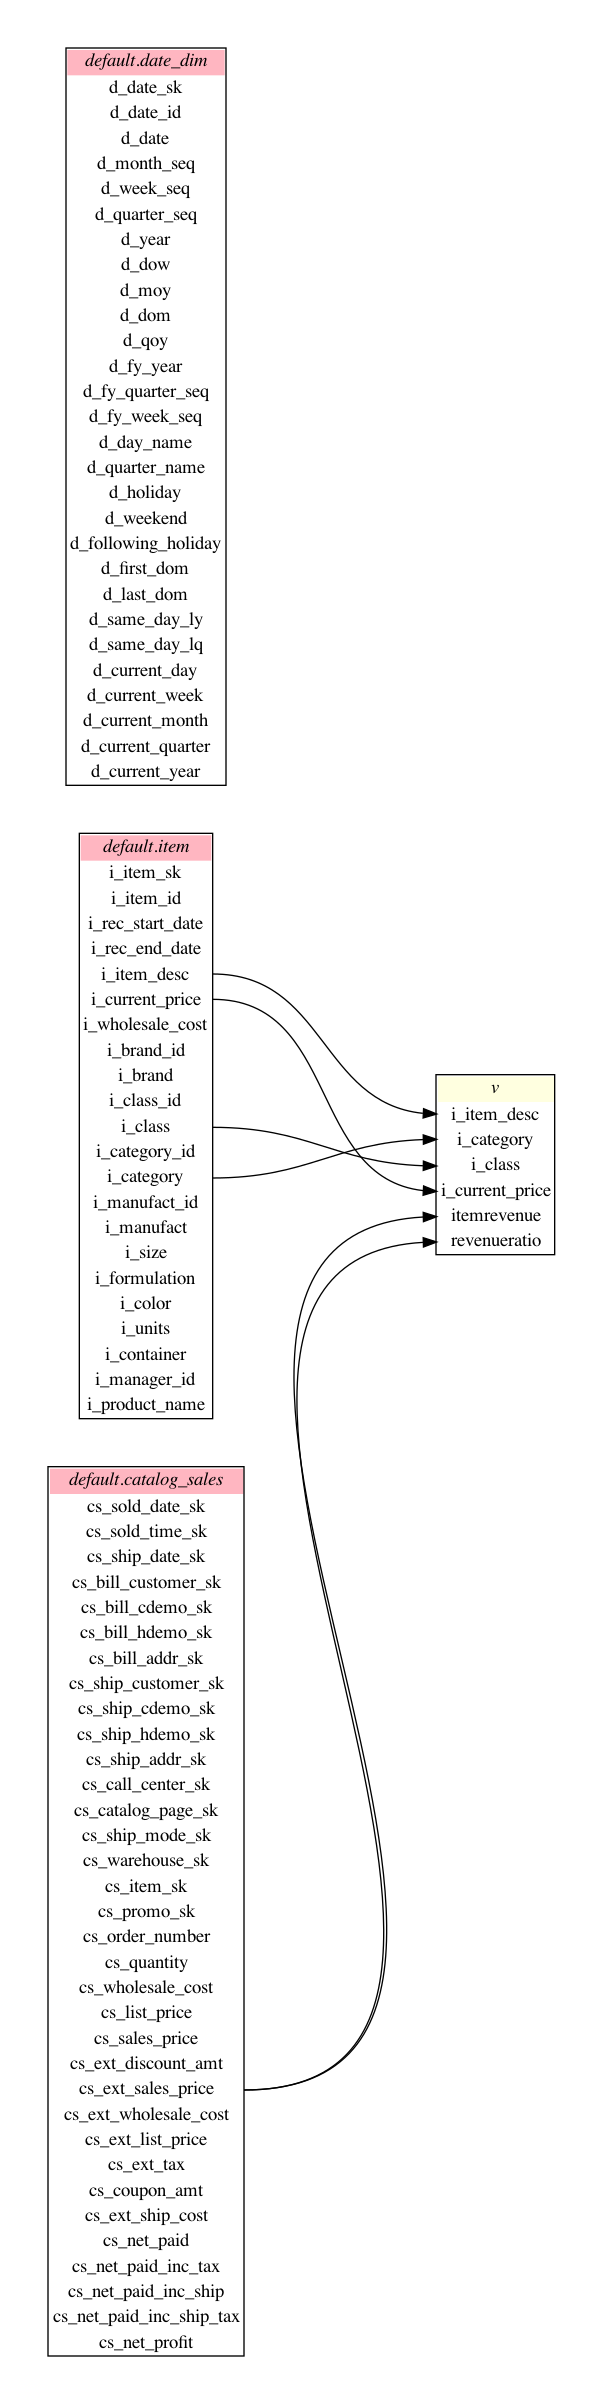 default.date_dim
d_date_sk
d_date_id
d_date
d_month_seq
d_week_seq
d_quarter_seq
d_year
d_dow
d_moy
d_dom
d_qoy
d_fy_year
d_fy_quarter_seq
d_fy_week_seq
d_day_name
d_quarter_name
d_holiday
d_weekend
d_following_holiday
d_first_dom
d_last_dom
d_same_day_ly
d_same_day_lq
d_current_day
d_current_week
d_current_month
d_current_quarter
d_current_year
default.item
i_item_sk
i_item_id
i_rec_start_date
i_rec_end_date
i_item_desc
i_current_price
i_wholesale_cost
i_brand_id
i_brand
i_class_id
i_class
i_category_id
i_category
i_manufact_id
i_manufact
i_size
i_formulation
i_color
i_units
i_container
i_manager_id
i_product_name
v
i_item_desc
i_category
i_class
i_current_price
itemrevenue
revenueratio
default.catalog_sales
cs_sold_date_sk
cs_sold_time_sk
cs_ship_date_sk
cs_bill_customer_sk
cs_bill_cdemo_sk
cs_bill_hdemo_sk
cs_bill_addr_sk
cs_ship_customer_sk
cs_ship_cdemo_sk
cs_ship_hdemo_sk
cs_ship_addr_sk
cs_call_center_sk
cs_catalog_page_sk
cs_ship_mode_sk
cs_warehouse_sk
cs_item_sk
cs_promo_sk
cs_order_number
cs_quantity
cs_wholesale_cost
cs_list_price
cs_sales_price
cs_ext_discount_amt
cs_ext_sales_price
cs_ext_wholesale_cost
cs_ext_list_price
cs_ext_tax
cs_coupon_amt
cs_ext_ship_cost
cs_net_paid
cs_net_paid_inc_tax
cs_net_paid_inc_ship
cs_net_paid_inc_ship_tax
cs_net_profit